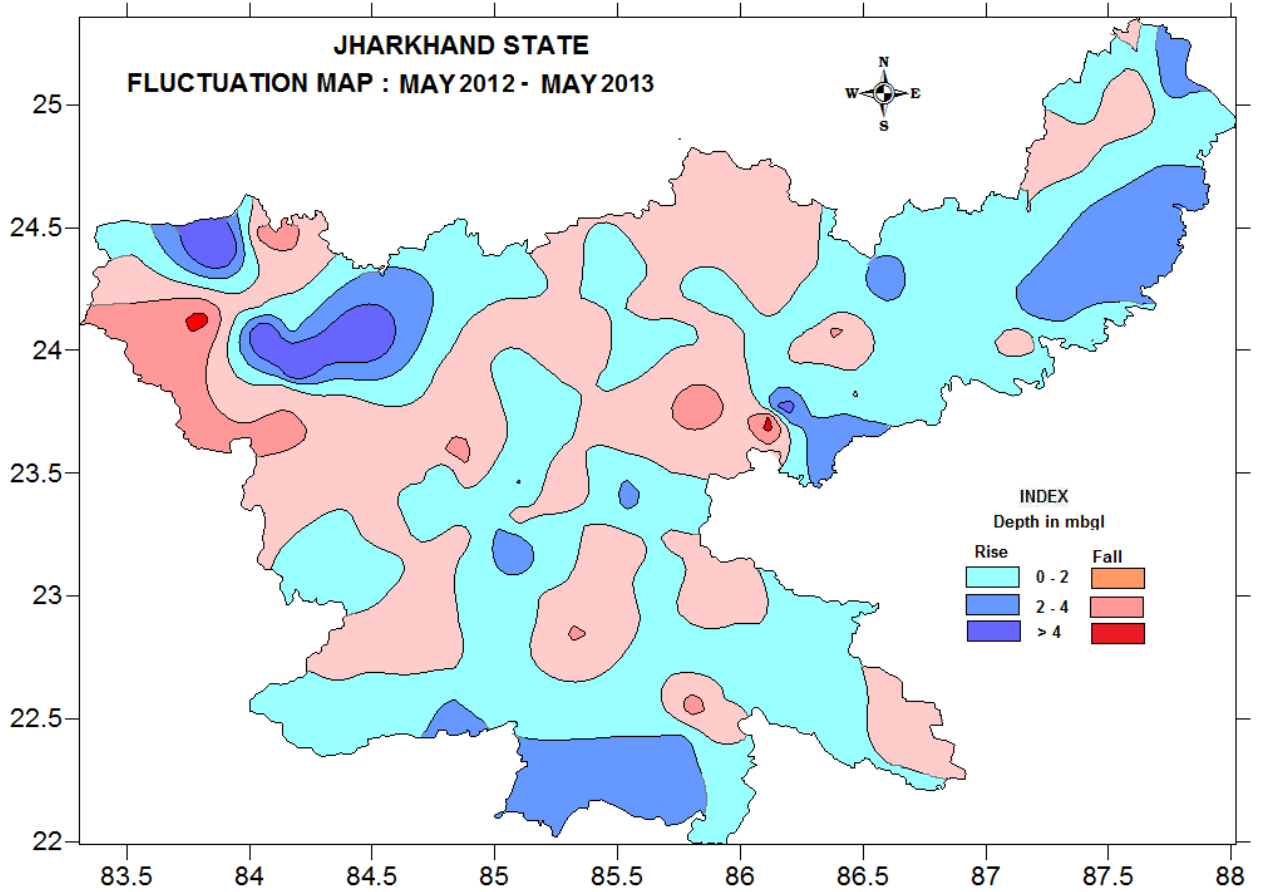 JHARKHAND STATE
FLUCTUATION MAP : MAY 2012 - MAY 2013
N
W E
S
25
24.5
24
23.5
23
22.5
22
INDEX
Depth in mbgl
Rise Fall
0 - 2
2 - 4
> 4
83.5 84 84.5 85 85.5 86 86.5 87 87.5 88